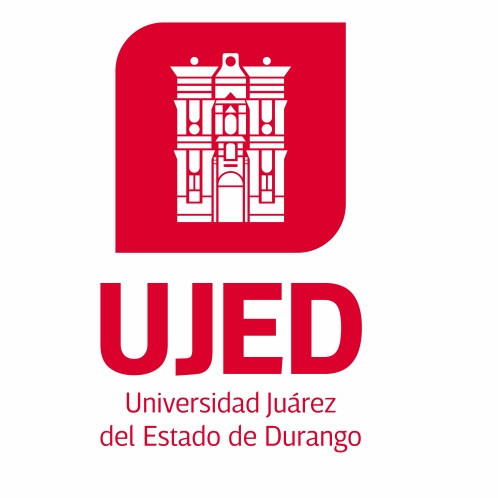 UJED
Universidad Juárez
del Estado de Durango